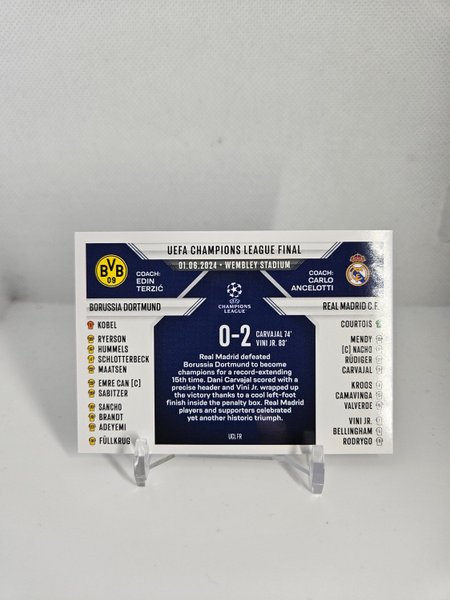 UEFA CHAMPIONS LEAGUE FINAL
01.06.2024 • WEMBLEY STADIUM
BVB
09
COACH:
EDIN
TERZIĆ
COACH:
CARLO
ANCELOTTI
BORUSSIA DORTMUND
KOBEL
RYERSON
HUMMELS
SCHLOTTERBECK
MAATSEN
EMRE CAN [C]
SABITZER
SANCHO
BRANDT
ADEYEMI
FÜLLKRUG
CHAMPIONS
LEAGUE
0-2
CARVAJAL 74'
VINI JR. 83'
Real Madrid defeated
Borussia Dortmund to become
champions for a record-extending
15th time. Dani Carvajal scored with a
precise header and Vini Jr. wrapped up
the victory thanks to a cool left-foot
finish inside the penalty box. Real Madrid
players and supporters celebrated
yet another historic triumph.
UCL FR
REAL MADRID C.F.
COURTOIS
MENDY
[C] NACHO
RÜDIGER
CARVAJAL
KROOS
CAMAVINGA
VALVERDE
VINI JR.
BELLINGHAM
RODRYGO